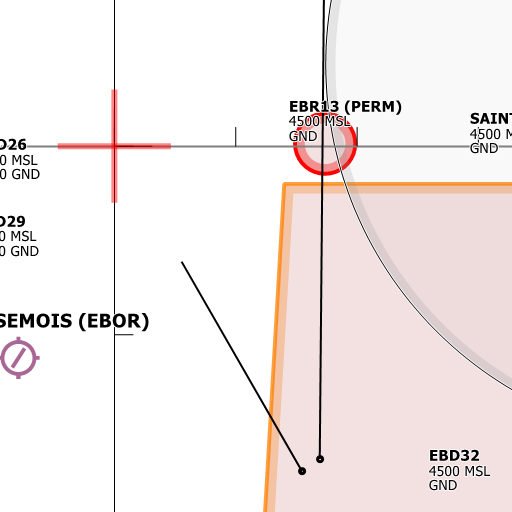 EBR13 (PERM)
4500 MSL
GND
SAINT
4500 M
GND
D26
0 MSL
0 GND
D29
0 MSL
0 GND
SEMOIS (EBOR)
EBD32
4500 MSL
GND